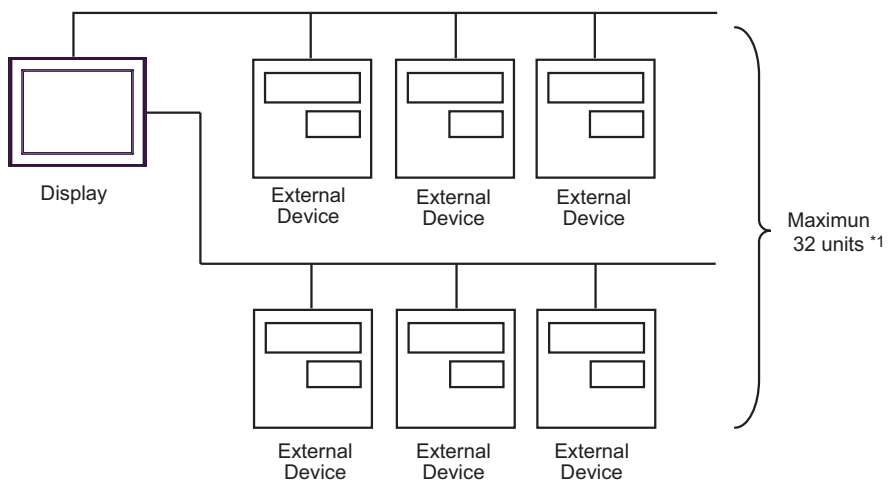 Display
External
Device
External
Device
External
Device
Maximun
32 units *1
External
Device
External
Device
External
Device